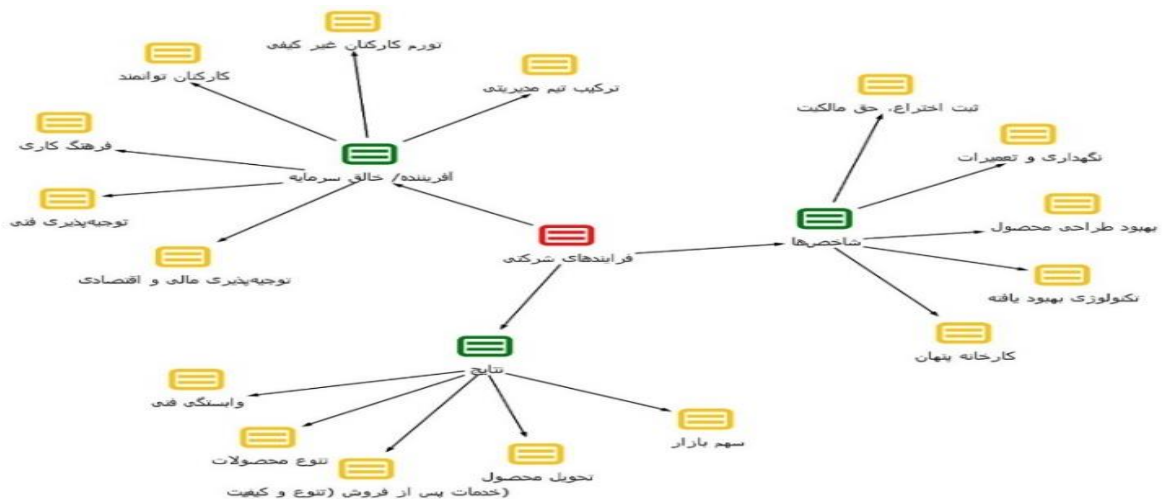 تورم کارکنان غیر کیفی
کارکنان توانمند
ترکیب تیم مدیریتی
فرهنگ کاری
آفریننده/ خالق سرمایه
توجیه‌پذیری فنی
توجیه‌پذیری مالی و اقتصادی
فرایندهای شرکتی
ثبت اختراع، حق مالکیت
نگهداری و تعمیرات
بهبود طراحی محصول
شاخص‌ها
تکنولوژی بهبود یافته
کارخانه پنهان
نتایج
وابستگی فنی
تنوع محصولات
خدمات پس از فروش (تنوع و کیفیت)
تحویل محصول
سهم بازار